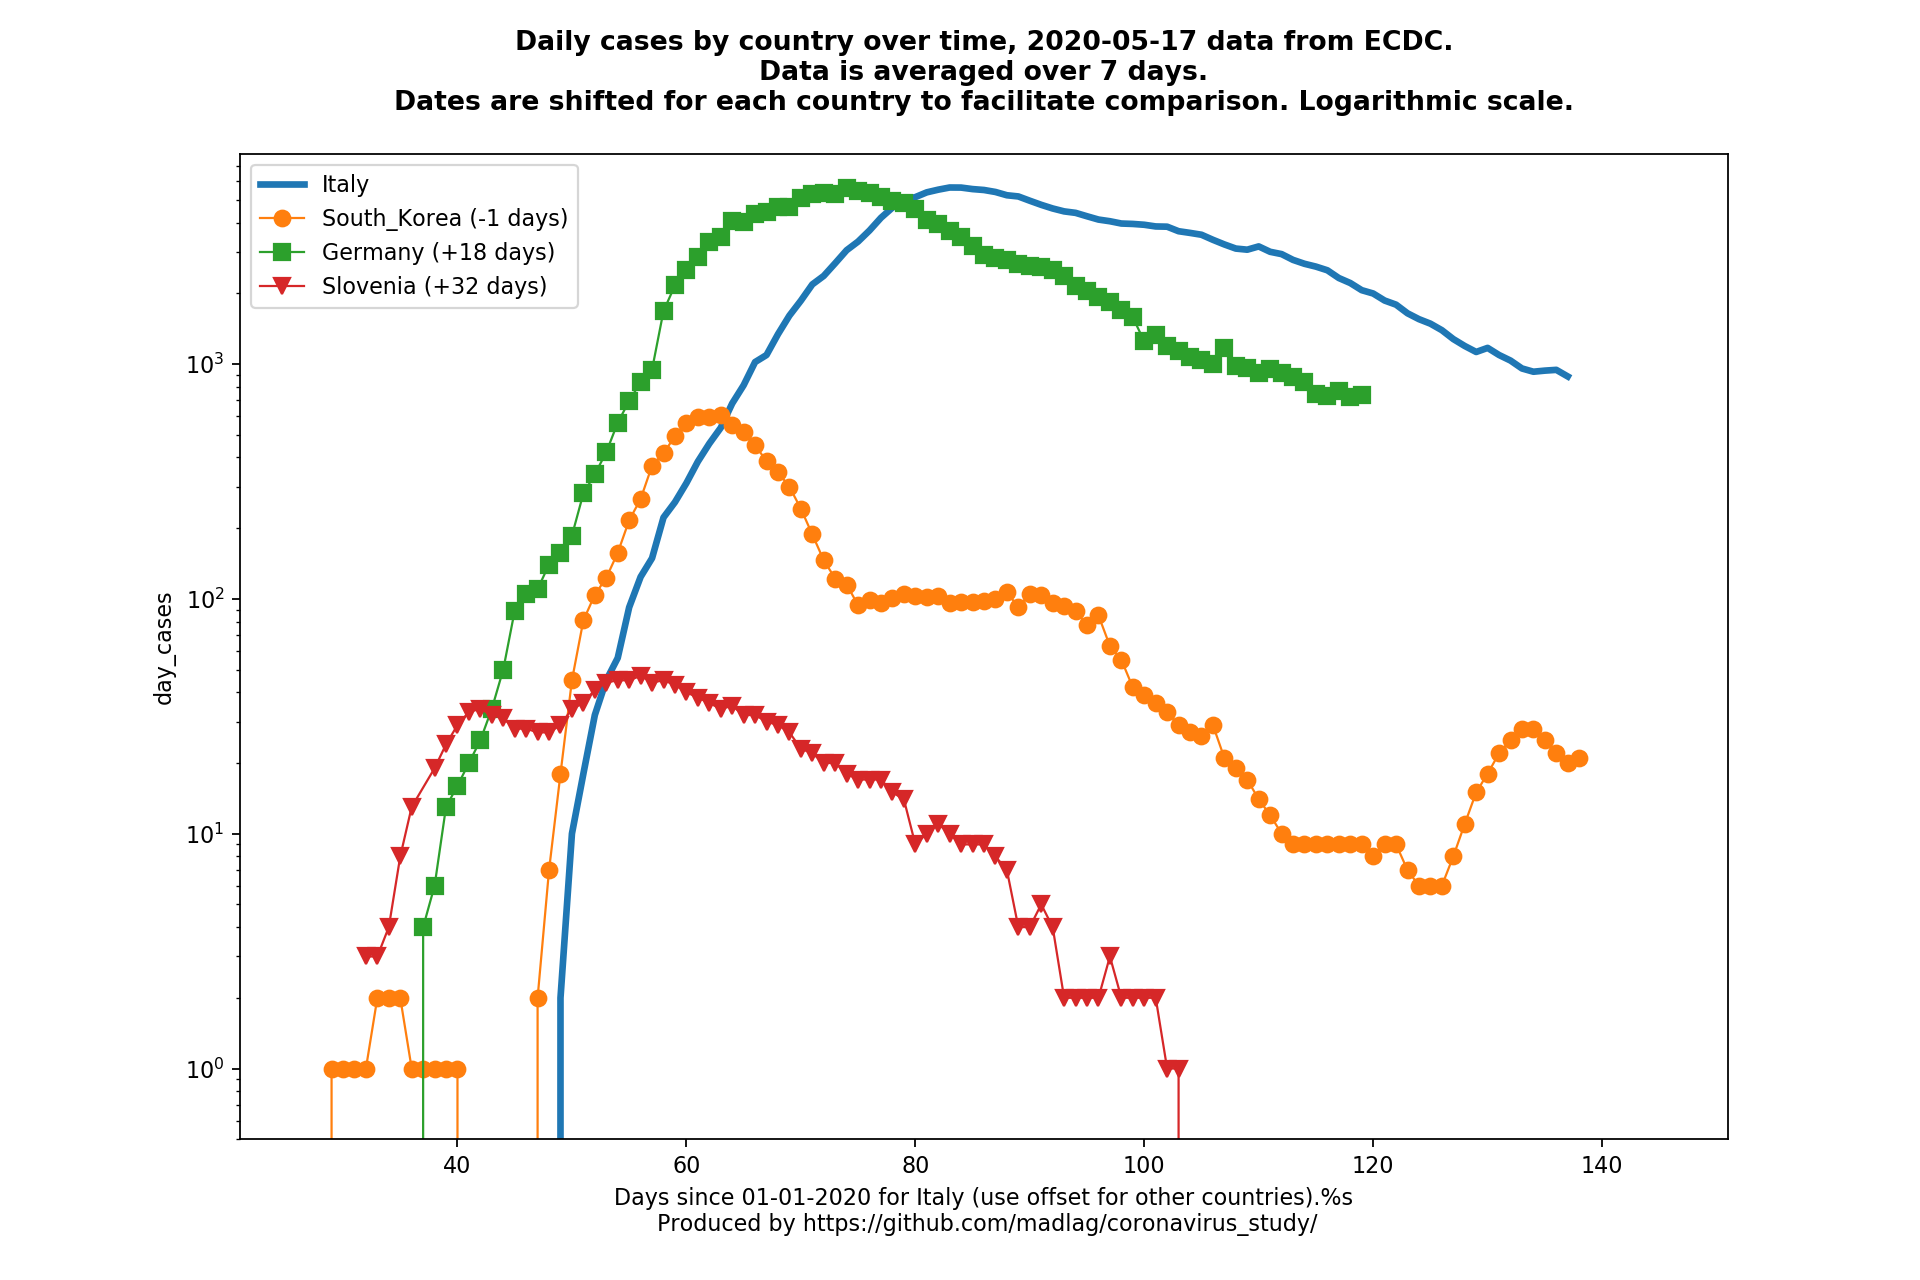 Daily cases by country over time, 2020-05-17 data from ECDC.
Data is averaged over 7 days.
Dates are shifted for each country to facilitate comparison. Logarithmic scale.
Italy
South_Korea (-1 days)
Germany (+18 days)
Slovenia (+32 days)
day_cases
10³
10²
10¹
10⁰
40 60 80 100 120 140
Days since 01-01-2020 for Italy (use offset for other countries).%s
Produced by https://github.com/madlag/coronavirus_study/